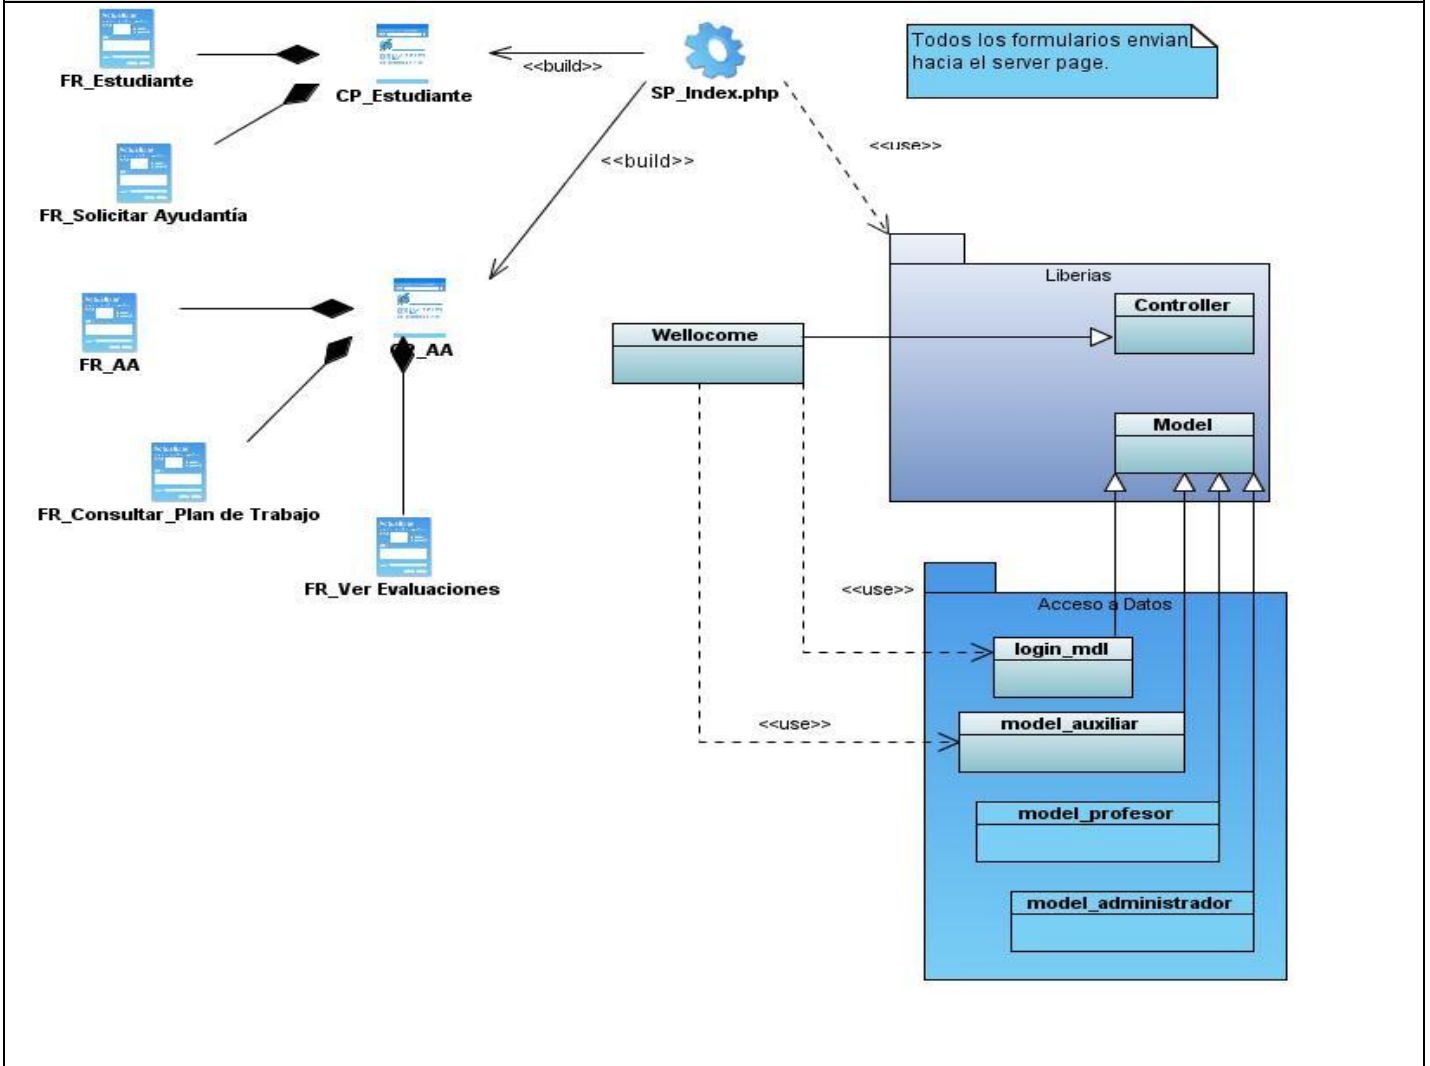 Todos los formularios envian
hacia el server page.
FR_Estudiante
CP_Estudiante
<<build>>
SP_Index.php
<<use>>
<<build>>
FR_Solicitar Ayudantía
Liberias
Controller
Wellocome
FR_AA
Model
FR_Consultar_Plan de Trabajo
FR_Ver Evaluaciones
<<use>>
Acceso a Datos
login_mdl
<<use>>
model_auxiliar
model_profesor
model_administrador